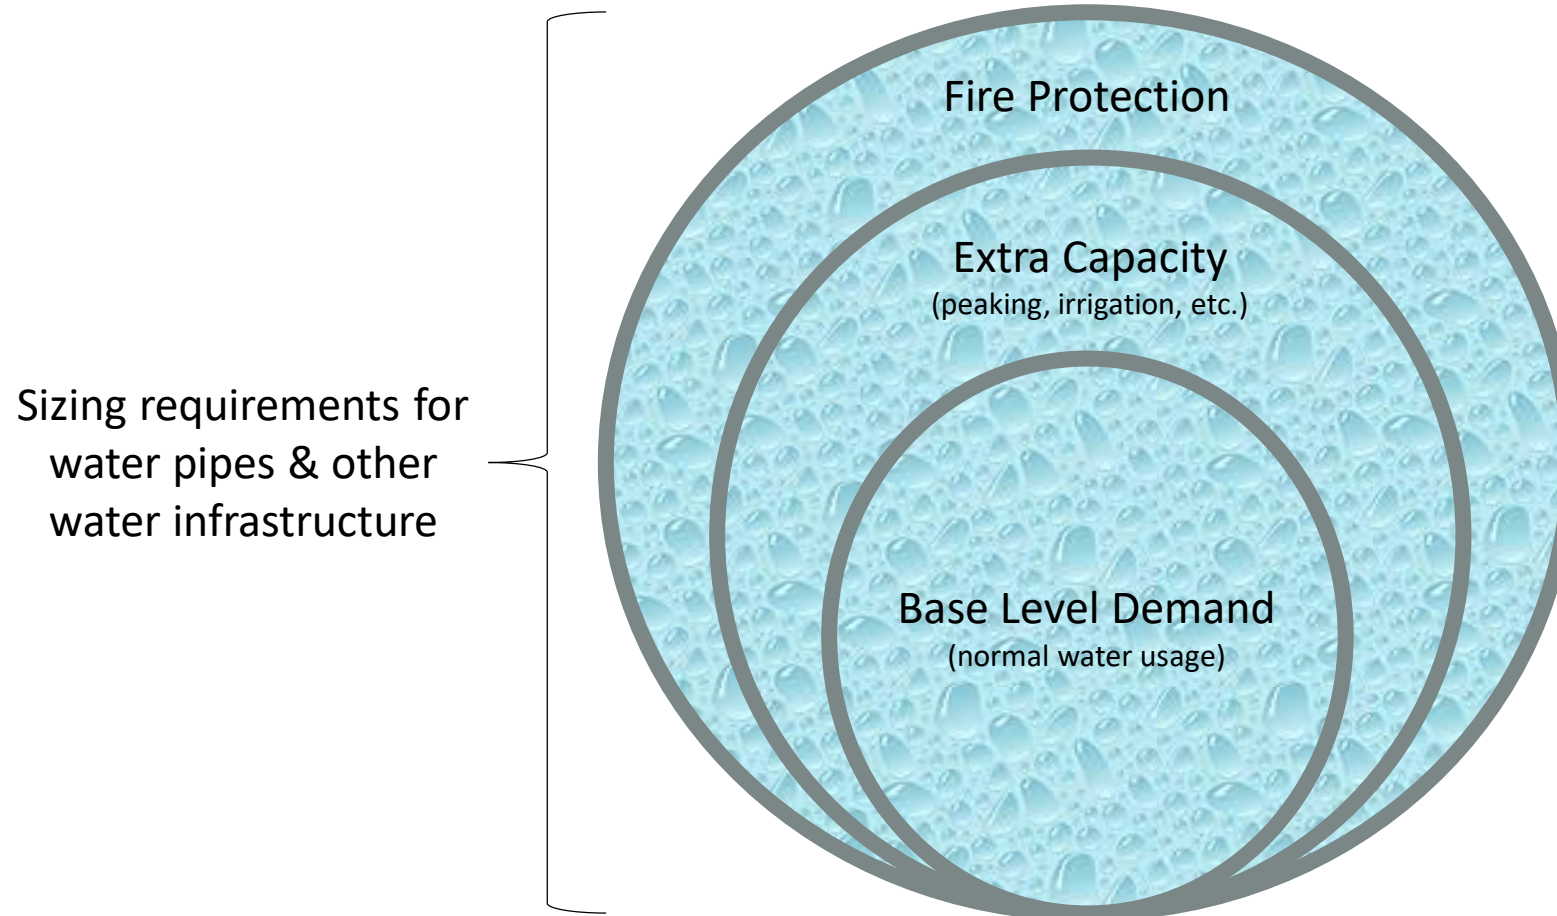 Fire Protection
Extra Capacity
(peaking, irrigation, etc.)
Sizing requirements for
water pipes & other
water infrastructure
Base Level Demand
(normal water usage)